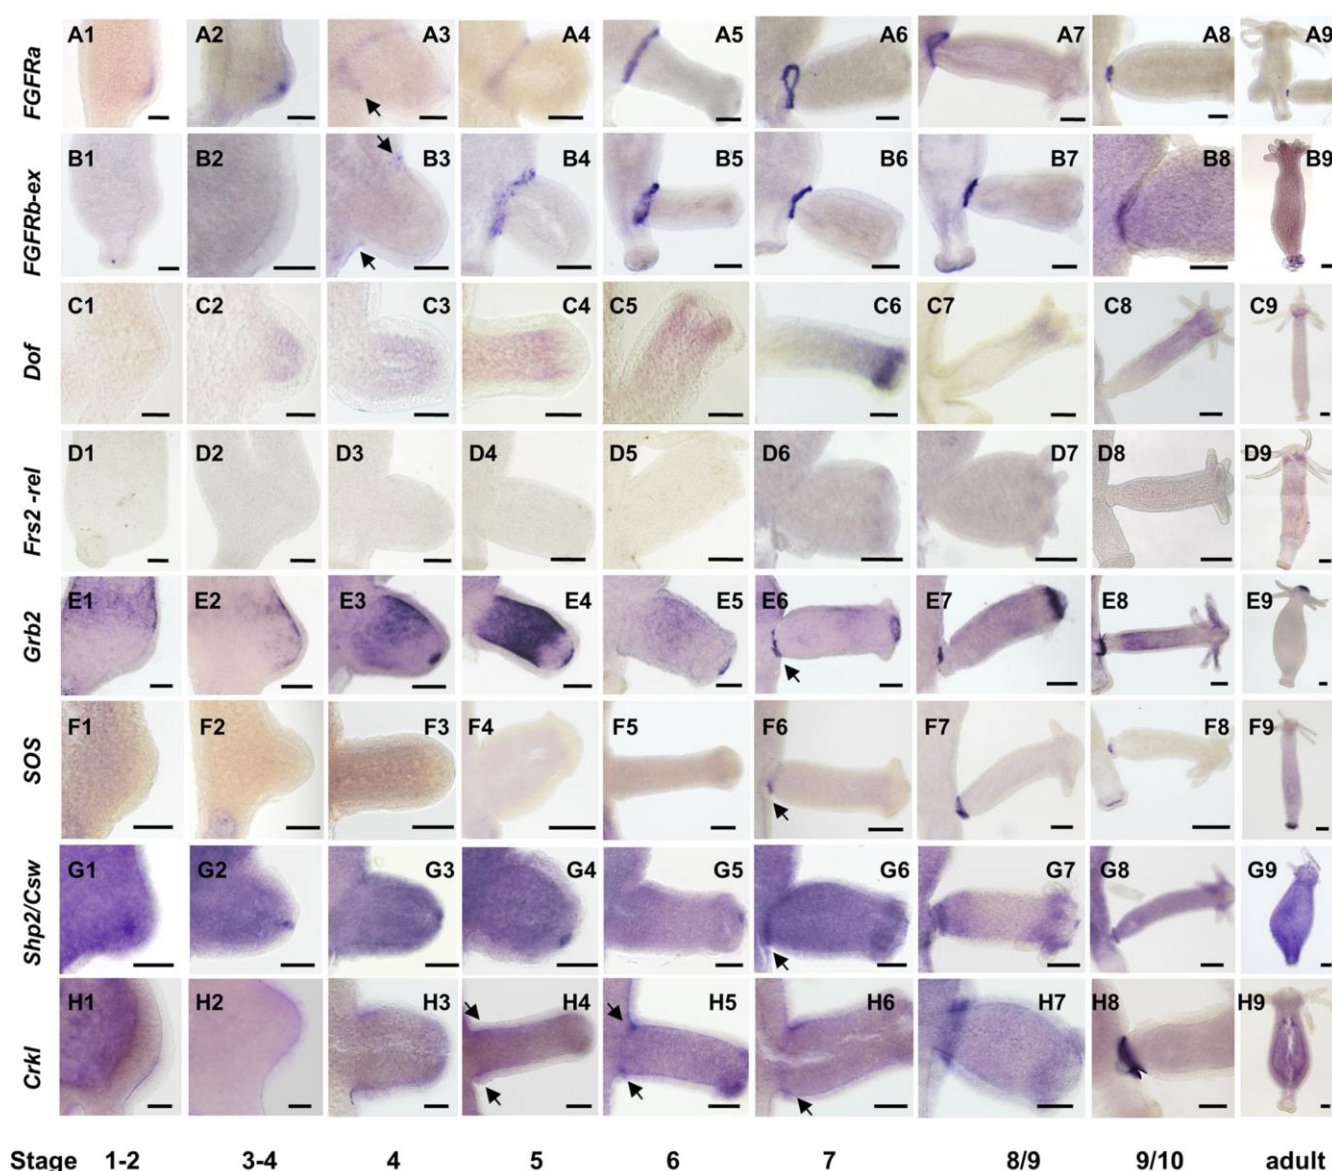 FGFRa A1 A2 A3 A4 A5 A6 A7 A8 A9
FGFRb-ex B1 B2 B3 B4 B5 B6 B7 B8 B9
Dof C1 C2 C3 C4 C5 C6 C7 C8 C9
Frs2 -rel D1 D2 D3 D4 D5 D6 D7 D8 D9
Grb2 E1 E2 E3 E4 E5 E6 E7 E8 E9
SOS F1 F2 F3 F4 F5 F6 F7 F8 F9
Shp2/Csw G1 G2 G3 G4 G5 G6 G7 G8 G9
Crkl H1 H2 H3 H4 H5 H6 H7 H8 H9
Stage 1-2 3-4 4 5 6 7 8/9 9/10 adult